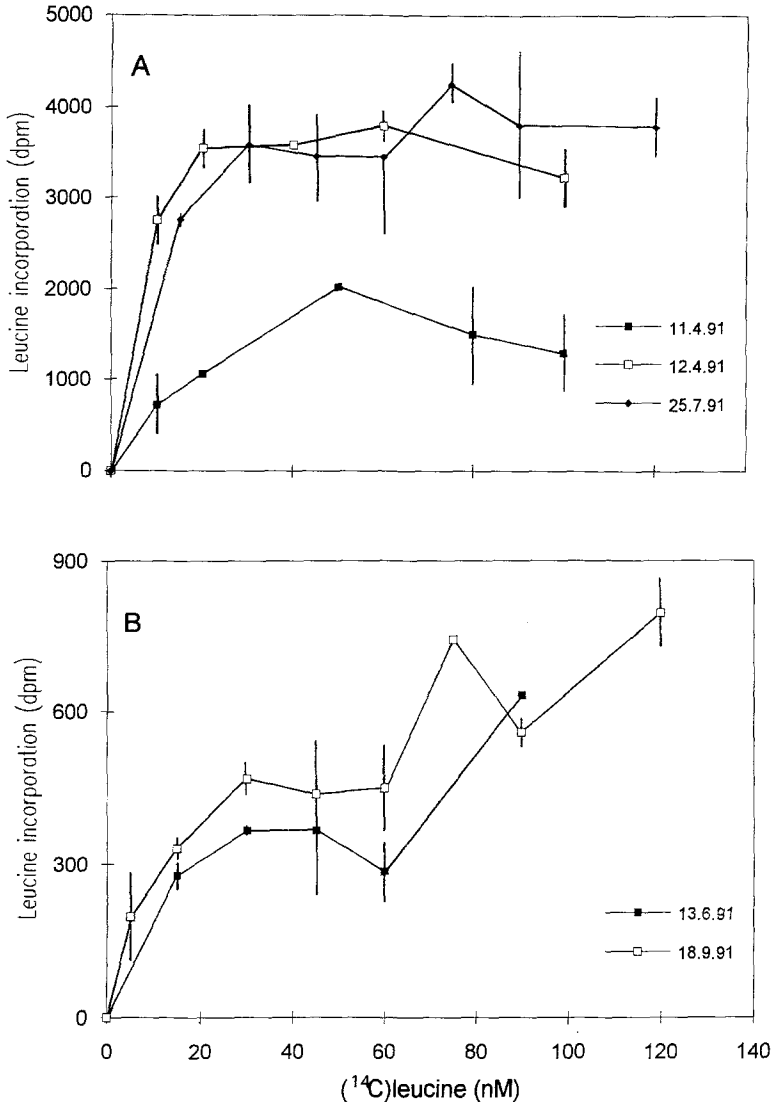 A
5000
4000
3000
2000
1000
0
Leucine incorporation (dpm)
11.4.91
12.4.91
25.7.91
B
900
600
300
0
Leucine incorporation (dpm)
13.6.91
18.9.91
0 20 40 60 80 100 120 140
(¹⁴C)leucine (nM)